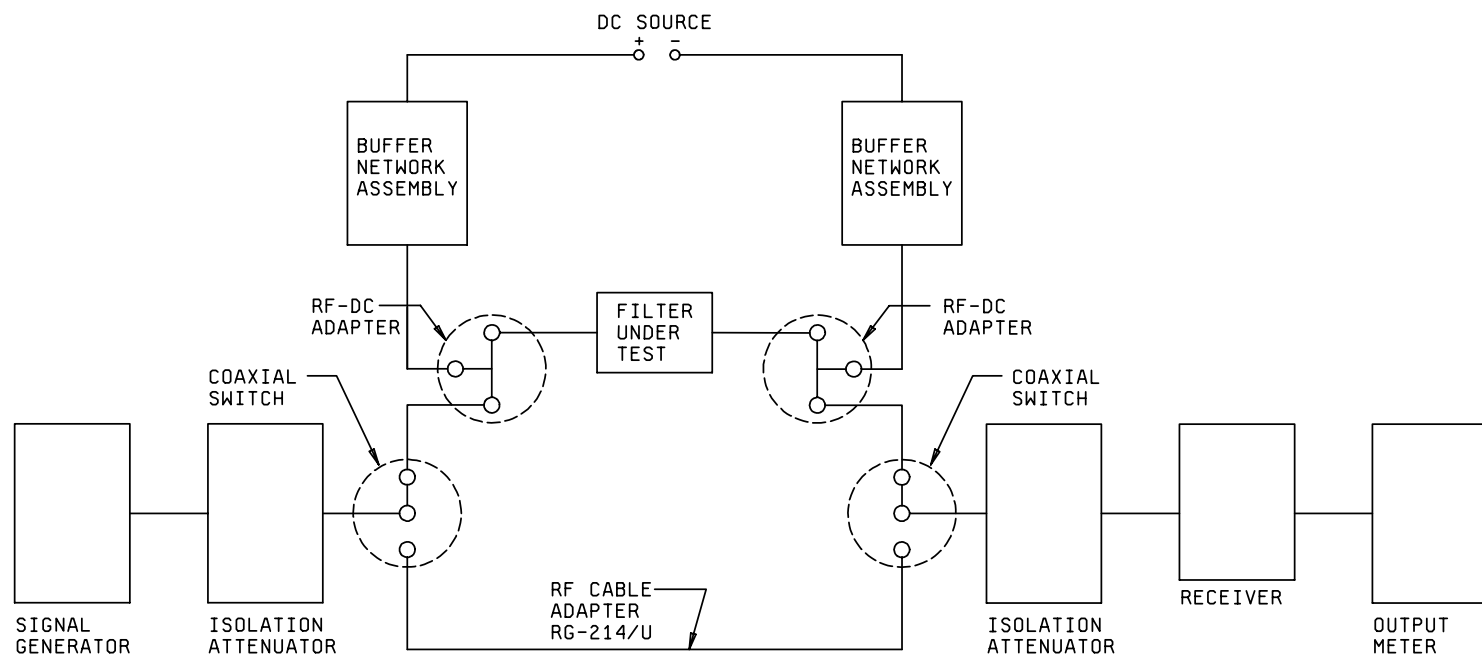 DC SOURCE
+ -
BUFFER
NETWORK
ASSEMBLY
BUFFER
NETWORK
ASSEMBLY
RF-DC
ADAPTER
FILTER
UNDER
TEST
RF-DC
ADAPTER
COAXIAL
SWITCH
COAXIAL
SWITCH
SIGNAL
GENERATOR
ISOLATION
ATTENUATOR
RF CABLE
ADAPTER
RG-214/U
ISOLATION
ATTENUATOR
RECEIVER
OUTPUT
METER